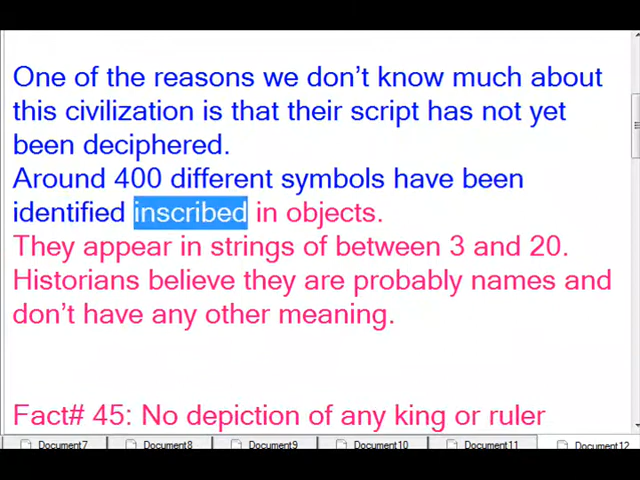 One of the reasons we don't know much about
this civilization is that their script has not yet
been deciphered.
Around 400 different symbols have been
identified inscribed in objects.
They appear in strings of between 3 and 20.
Historians believe they are probably names and
don't have any other meaning.
Fact# 45: No depiction of any king or ruler
Document7 Document8 Document9 Document10 Document11 Document12